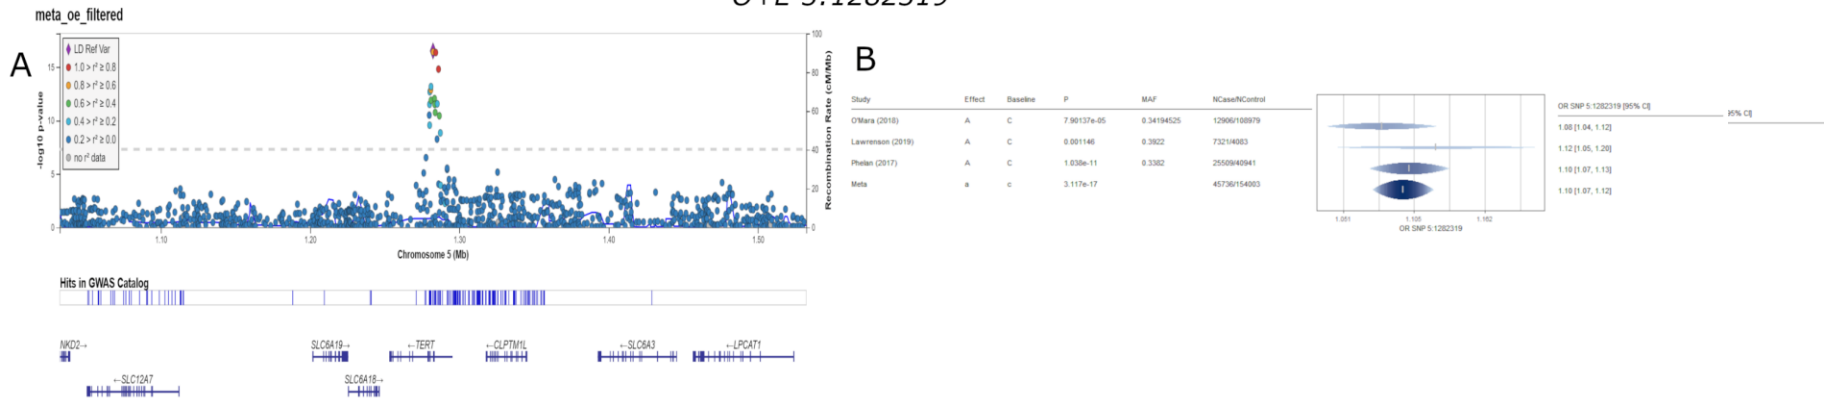 O+E 5:1282319
meta_oe_filtered
A
LD Ref Var
1.0 > r² ≥ 0.8
0.8 > r² ≥ 0.6
0.6 > r² ≥ 0.4
0.4 > r² ≥ 0.2
0.2 > r² ≥ 0.0
no r² data
-log10 p-value
15
10
5
0
100
80
60
40
20
0
Recombination Rate (cM/Mb)
1.10 1.20 1.30 1.40 1.50
Chromosome 5 (Mb)
Hits in GWAS Catalog
NKD2→ SLC6A19→ ←TERT ←CLPTM1L ←SLC6A3 ←LPCAT1
←SLC12A7 SLC6A18→
B
Study Effect Baseline P MAF NCase/NControl
O'Mara (2018) A C 7.90137e-05 0.34194525 12906/108979
Lawrenson (2019) A C 0.001146 0.3922 7321/4083
Phelan (2017) A C 1.038e-11 0.3382 25509/40941
Meta a c 3.117e-17 45736/154003
1.051 1.105 1.162
OR SNP 5:1282319
OR SNP 5:1282319 [95% CI]
1.08 [1.04, 1.12]
1.12 [1.05, 1.20]
1.10 [1.07, 1.13]
1.10 [1.07, 1.12]
95% CI]